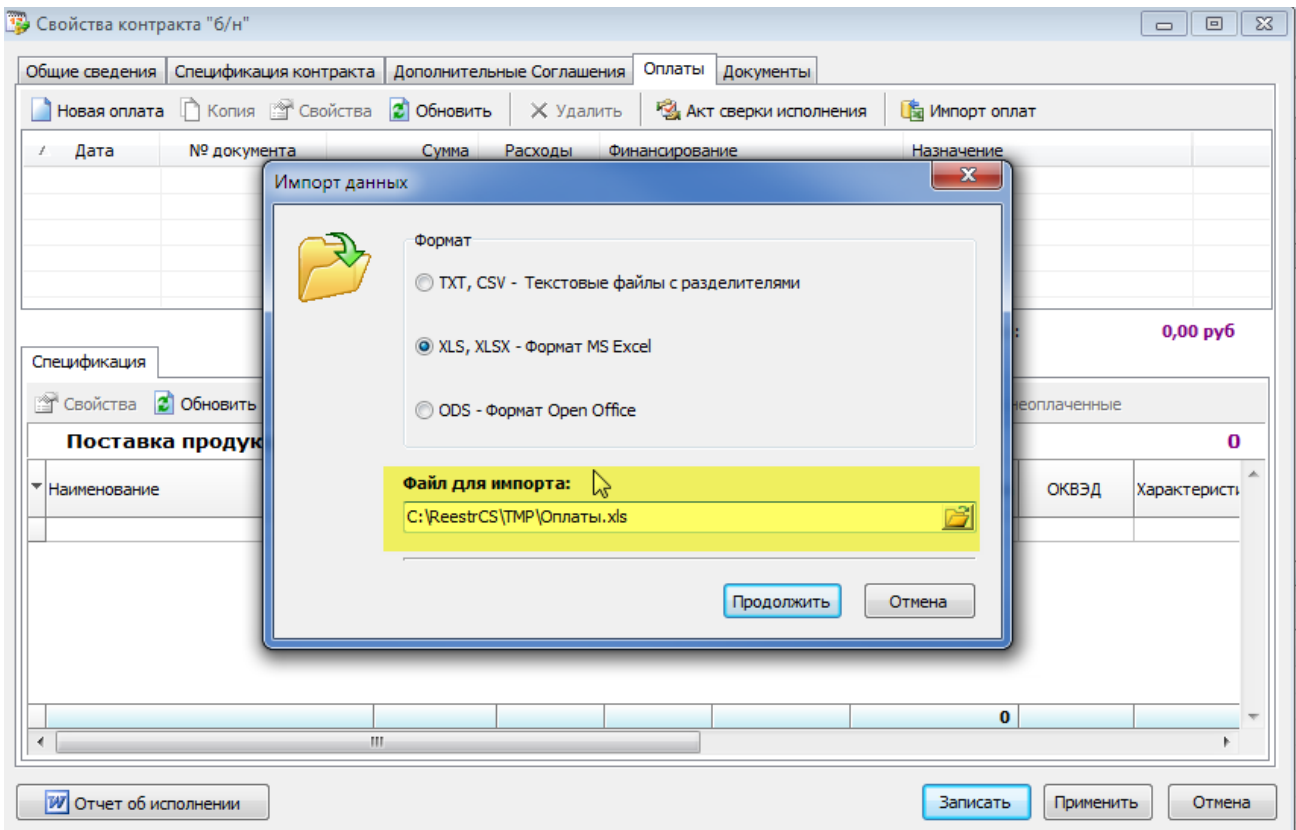 Свойства контракта "б/н"
Общие сведения Спецификация контракта Дополнительные Соглашения Оплаты Документы
Новая оплата Копия Свойства Обновить Удалить Акт сверки исполнения Импорт оплат
Дата № документа Сумма Расходы Финансирование Назначение
Импорт данных
Формат
TXT, CSV - Текстовые файлы с разделителями
XLS, XLSX - Формат MS Excel
ODS - Формат Open Office
Файл для импорта:
C:\ReestrCS\TMP\Оплаты.xls
Продолжить Отмена
: 0,00 руб
Спецификация
Свойства Обновить неоплаченные
Поставка продук 0
Наименование ОКВЭД Характеристи
0
Отчет об исполнении Записать Применить Отмена